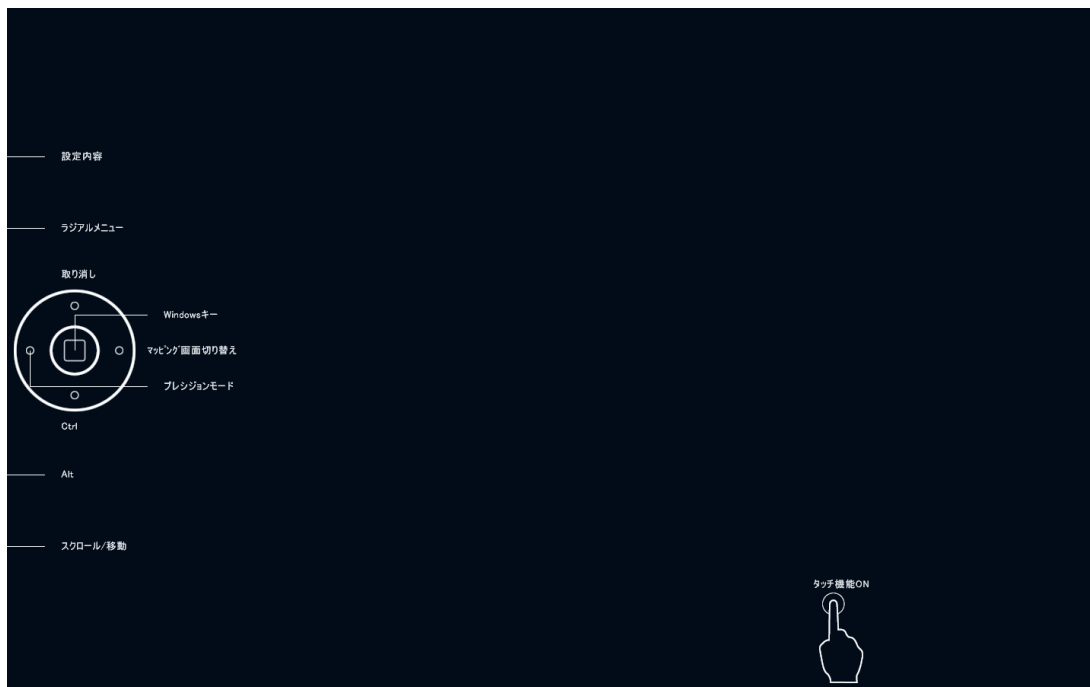 設定内容
ラジアルメニュー
取り消し
Windowsキー
マッピング画面切り替え
プレシジョンモード
Ctrl
Alt
スクロール/移動
タッチ機能ON